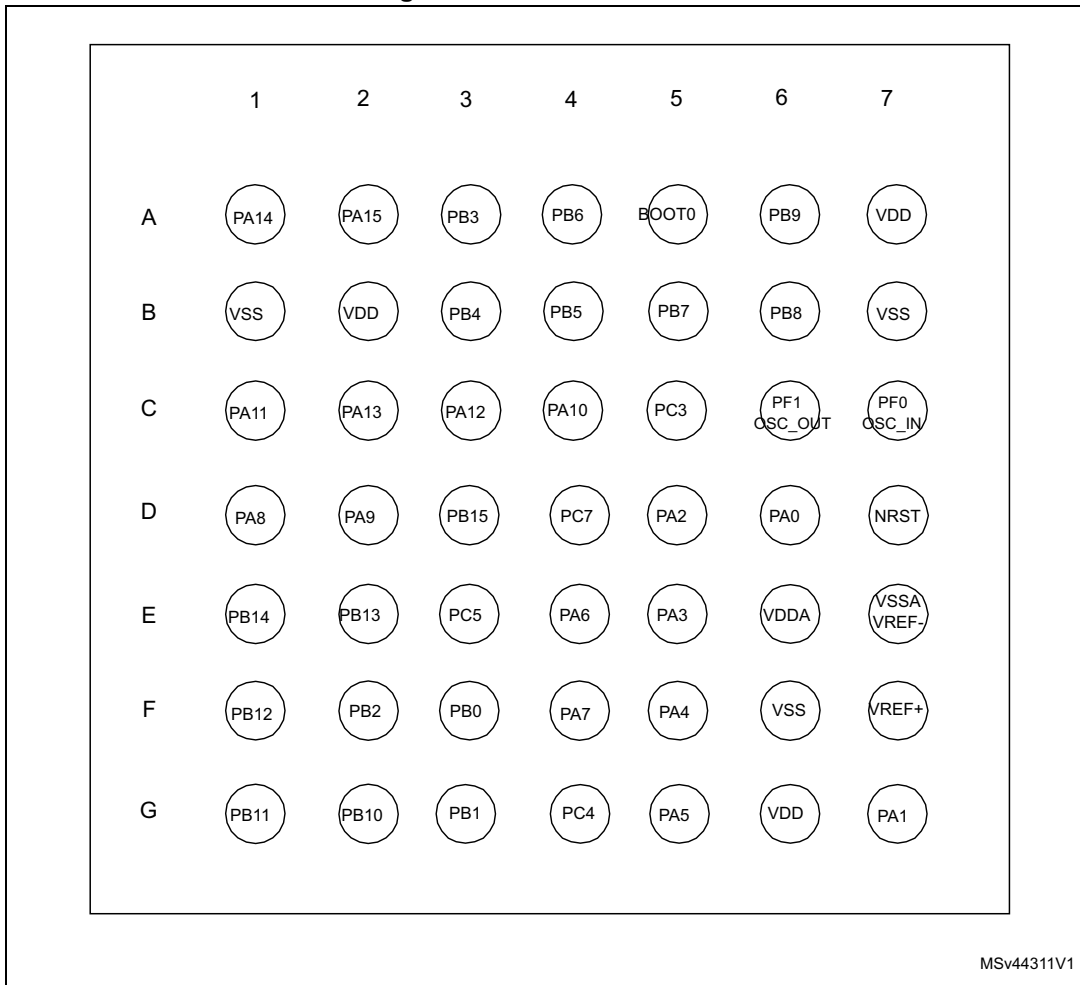 1 2 3 4 5 6 7
A PA14 PA15 PB3 PB6 BOOT0 PB9 VDD
B VSS VDD PB4 PB5 PB7 PB8 VSS
C PA11 PA13 PA12 PA10 PC3 PF1 OSC_OUT PF0 OSC_IN
D PA8 PA9 PB15 PC7 PA2 PA0 NRST
E PB14 PB13 PC5 PA6 PA3 VDDA VSSA VREF-
F PB12 PB2 PB0 PA7 PA4 VSS VREF+
G PB11 PB10 PB1 PC4 PA5 VDD PA1
MSv44311V1